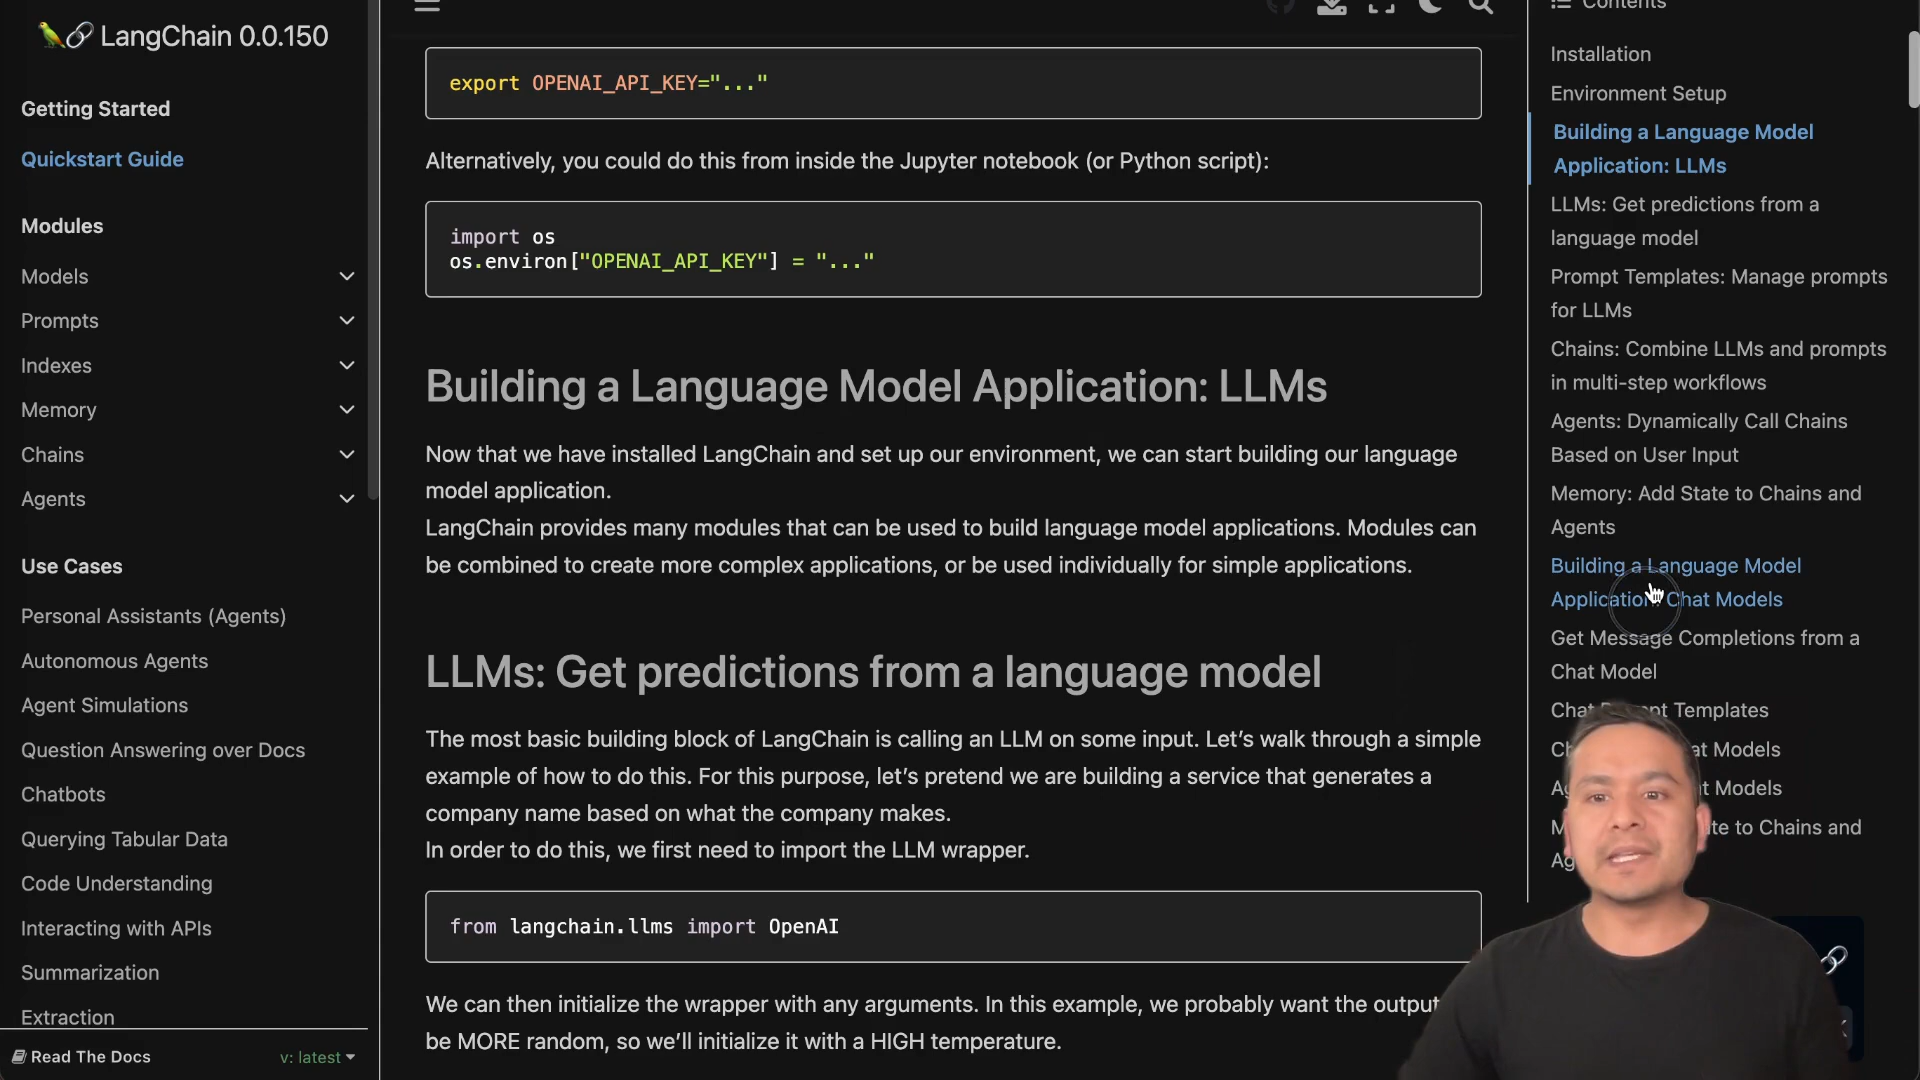 LangChain 0.0.150
Getting Started
Quickstart Guide
Modules
Models
Prompts
Indexes
Memory
Chains
Agents
Use Cases
Personal Assistants (Agents)
Autonomous Agents
Agent Simulations
Question Answering over Docs
Chatbots
Querying Tabular Data
Code Understanding
Interacting with APIs
Summarization
Extraction
Read The Docs
v: latest
export OPENAI_API_KEY="..."
Alternatively, you could do this from inside the Jupyter notebook (or Python script):
import os
os.environ["OPENAI_API_KEY"] = "..."
Building a Language Model Application: LLMs
Now that we have installed LangChain and set up our environment, we can start building our language
model application.
LangChain provides many modules that can be used to build language model applications. Modules can
be combined to create more complex applications, or be used individually for simple applications.
LLMs: Get predictions from a language model
The most basic building block of LangChain is calling an LLM on some input. Let's walk through a simple
example of how to do this. For this purpose, let's pretend we are building a service that generates a
company name based on what the company makes.
In order to do this, we first need to import the LLM wrapper.
from langchain.llms import OpenAI
We can then initialize the wrapper with any arguments. In this example, we probably want the output
be MORE random, so we'll initialize it with a HIGH temperature.
Contents
Installation
Environment Setup
Building a Language Model
Application: LLMs
LLMs: Get predictions from a
language model
Prompt Templates: Manage prompts
for LLMs
Chains: Combine LLMs and prompts
in multi-step workflows
Agents: Dynamically Call Chains
Based on User Input
Memory: Add State to Chains and
Agents
Building a Language Model
Application: Chat Models
Get Message Completions from a
Chat Model
Chat Templates
Models
Models
to Chains and